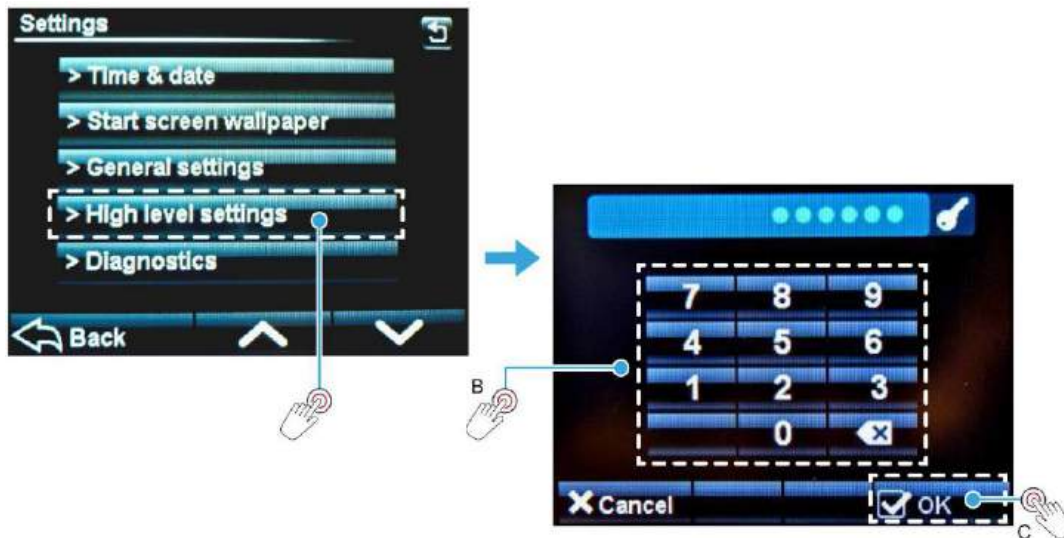 Settings
> Time & date
> Start screen wallpaper
> General settings
> High level settings
> Diagnostics
Back
B
7 8 9
4 5 6
1 2 3
0
Cancel
OK
C